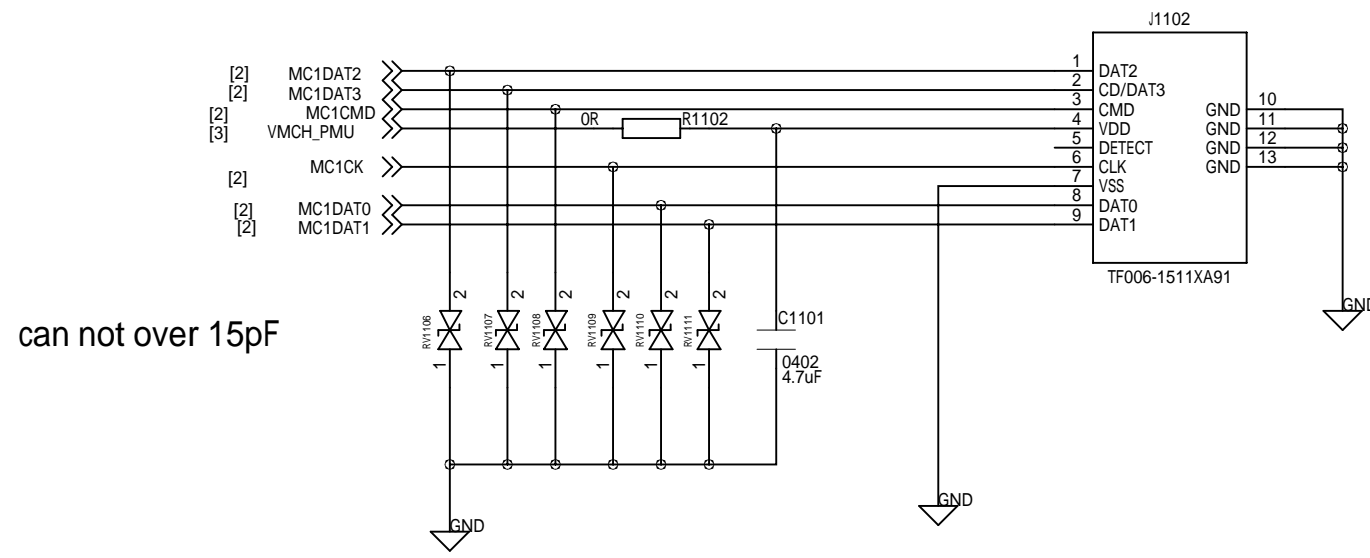 J1102
[2] MC1DAT2 1 DAT2
[2] MC1DAT3 2 CD/DAT3
[2] MC1CMD 3 CMD GND 10
[3] VMCH_PMU 0R R1102 4 VDD GND 11
5 DETECT GND 12
MC1CK 6 CLK GND 13
[2] 7 VSS
[2] MC1DAT0 8 DAT0
[2] MC1DAT1 9 DAT1
TF006-1511XA91
2 2 2 2 2 2
GND
can not over 15pF
RV1106 RV1107 RV1108 RV1109 RV1110 RV1111 C1101
1 1 1 1 1 1 0402
4.7uF
GND
GND